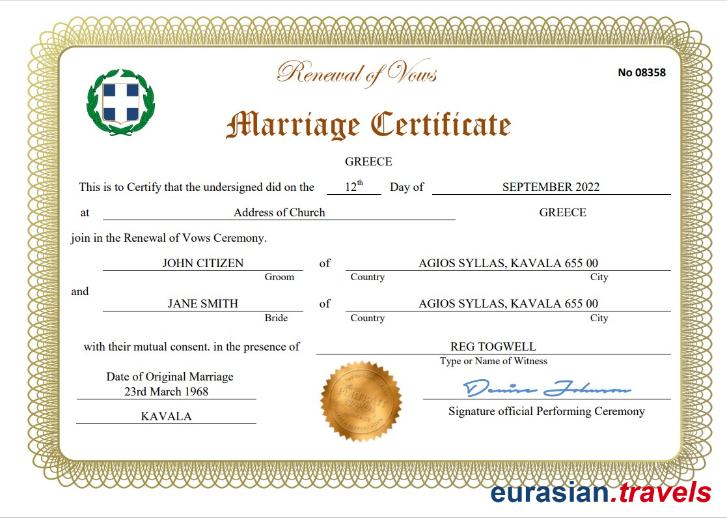 Renewal of Vows
No 08358
Marriage Certificate
GREECE
This is to Certify that the undersigned did on the 12th Day of SEPTEMBER 2022
at Address of Church GREECE
join in the Renewal of Vows Ceremony.
JOHN CITIZEN of AGIOS SYLLAS, KAVALA 655 00
Groom Country City
and
JANE SMITH of AGIOS SYLLAS, KAVALA 655 00
Bride Country City
with their mutual consent. in the presence of REG TOGWELL
Type or Name of Witness
Date of Original Marriage
23rd March 1968
Denise Johnson
KAVALA
Signature official Performing Ceremony
eurasian.travels